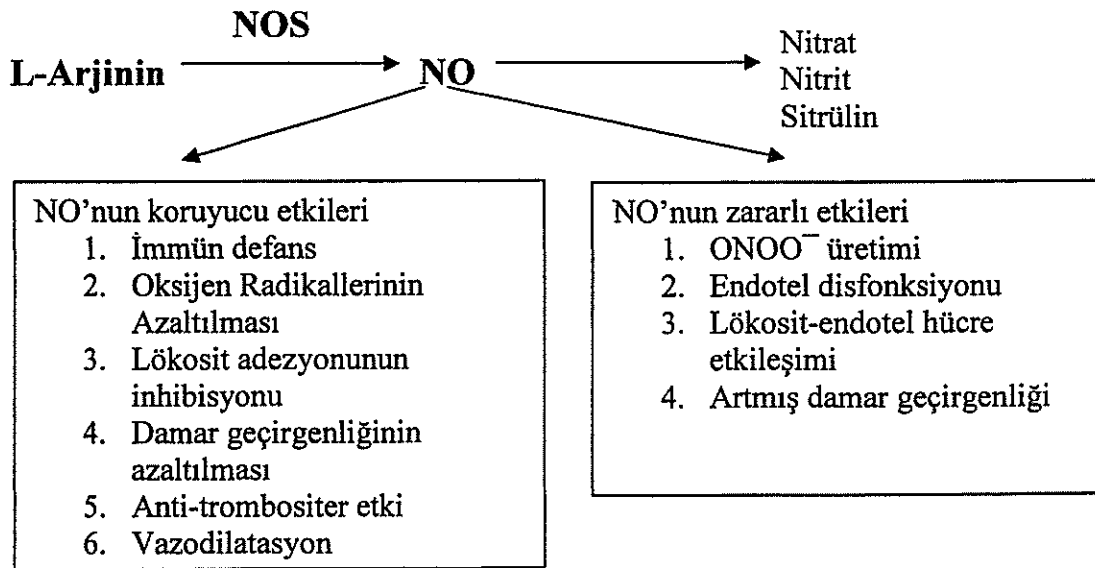 NOS
L-Arjinin
NO
Nitrat
Nitrit
Sitrülin
NO’nun koruyucu etkileri
1. İmmün defans
2. Oksijen Radikallerinin
Azaltılması
3. Lökosit adezyonunun
inhibisyonu
4. Damar geçirgenliğinin
azaltılması
5. Anti-trombositer etki
6. Vazodilatasyon
NO’nun zararlı etkileri
1. ONOO⁻ üretimi
2. Endotel disfonksiyonu
3. Lökosit-endotel hücre
etkileşimi
4. Artmış damar geçirgenliği